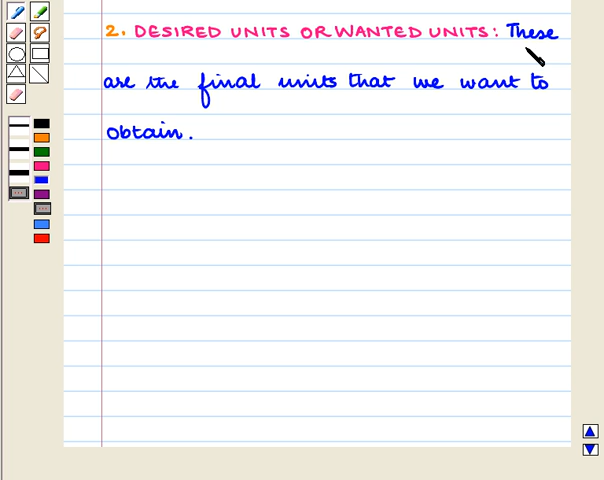 2. DESIRED UNITS OR WANTED UNITS: These
are the final units that we want to
obtain.